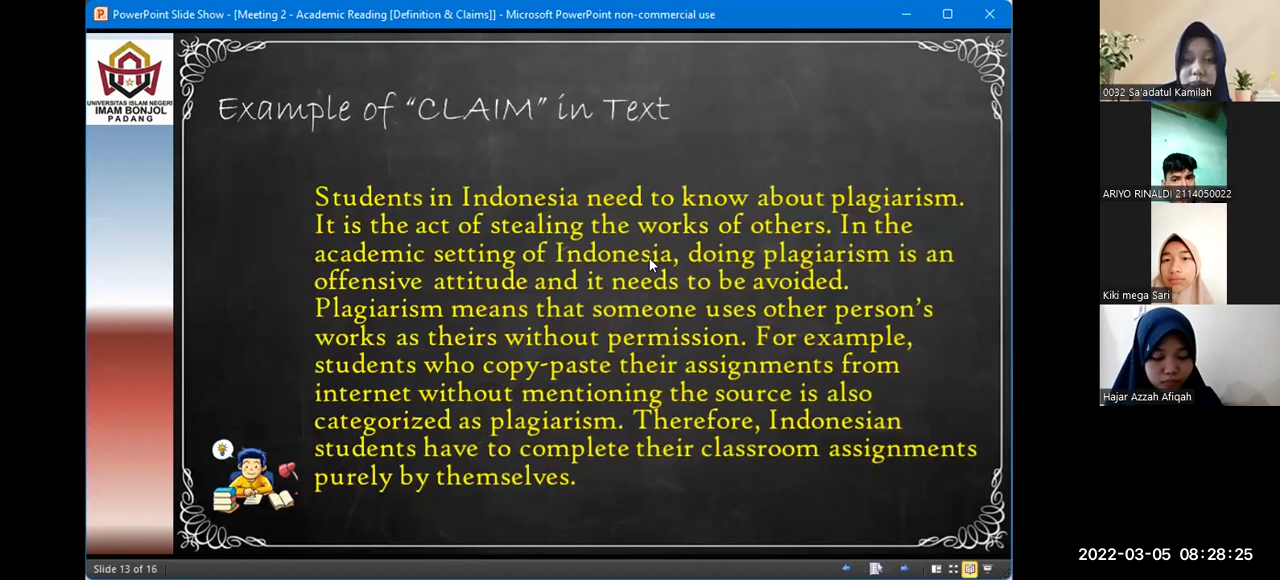 PowerPoint Slide Show - [Meeting 2 - Academic Reading [Definition & Claims]] - Microsoft PowerPoint non-commercial use
UNIVERSITAS ISLAM NEGERI
IMAM BONJOL
PADANG
Example of “CLAIM” in Text
Students in Indonesia need to know about plagiarism.
It is the act of stealing the works of others. In the
academic setting of Indonesia, doing plagiarism is an
offensive attitude and it needs to be avoided.
Plagiarism means that someone uses other person’s
works as theirs without permission. For example,
students who copy-paste their assignments from
internet without mentioning the source is also
categorized as plagiarism. Therefore, Indonesian
students have to complete their classroom assignments
purely by themselves.
Slide 13 of 16
0032 Sa'adatul Kamilah
ARIYO RINALDI 2114050022
Kiki mega Sari
Hajar Azzah Afiqah
2022-03-05 08:28:25